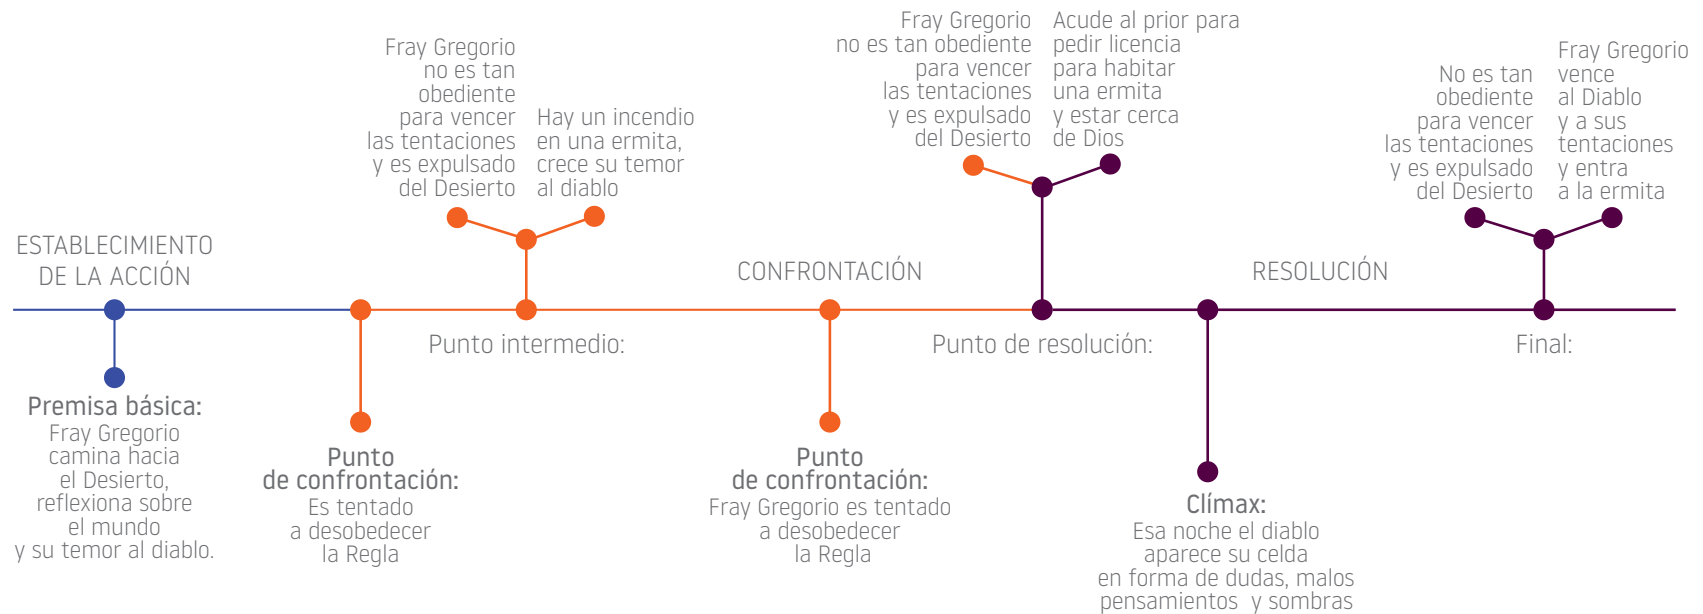 ESTABLECIMIENTO
DE LA ACCIÓN
Premisa básica:
Fray Gregorio
camina hacia
el Desierto,
reflexiona sobre
el mundo
y su temor al diablo.
Punto
de confrontación:
Es tentado
a desobedecer
la Regla
Fray Gregorio
no es tan
obediente
para vencer
las tentaciones
y es expulsado
del Desierto
Hay un incendio
en una ermita,
crece su temor
al diablo
Punto intermedio:
CONFRONTACIÓN
Punto
de confrontación:
Fray Gregorio es tentado
a desobedecer
la Regla
Fray Gregorio
no es tan obediente
para vencer
las tentaciones
y es expulsado
del Desierto
Acude al prior para
pedir licencia
para habitar
una ermita
y estar cerca
de Dios
Punto de resolución:
RESOLUCIÓN
Clímax:
Esa noche el diablo
aparece su celda
en forma de dudas, malos
pensamientos y sombras
No es tan
obediente
para vencer
las tentaciones
y es expulsado
del Desierto
Fray Gregorio
vence
al Diablo
y a sus
tentaciones
y entra
a la ermita
Final: